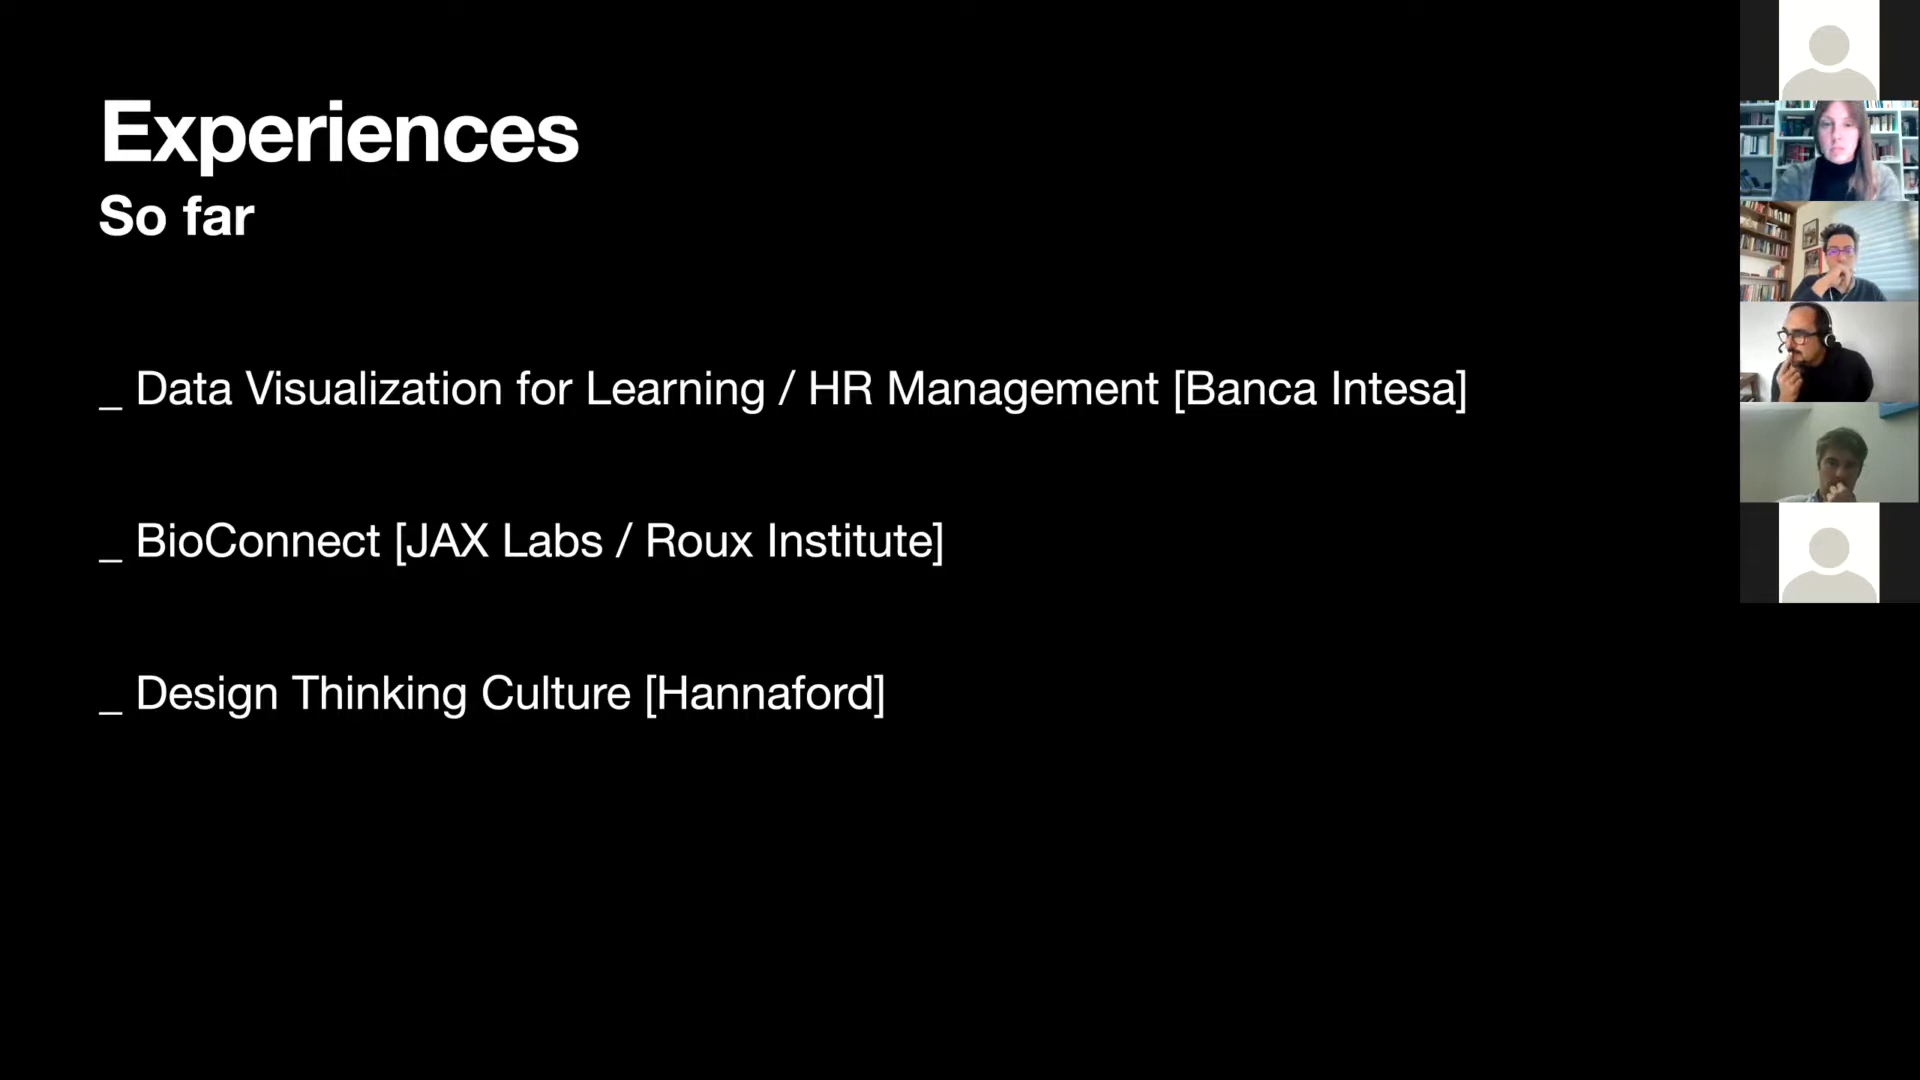 Experiences
So far
_ Data Visualization for Learning / HR Management [Banca Intesa]
_ BioConnect [JAX Labs / Roux Institute]
_ Design Thinking Culture [Hannaford]